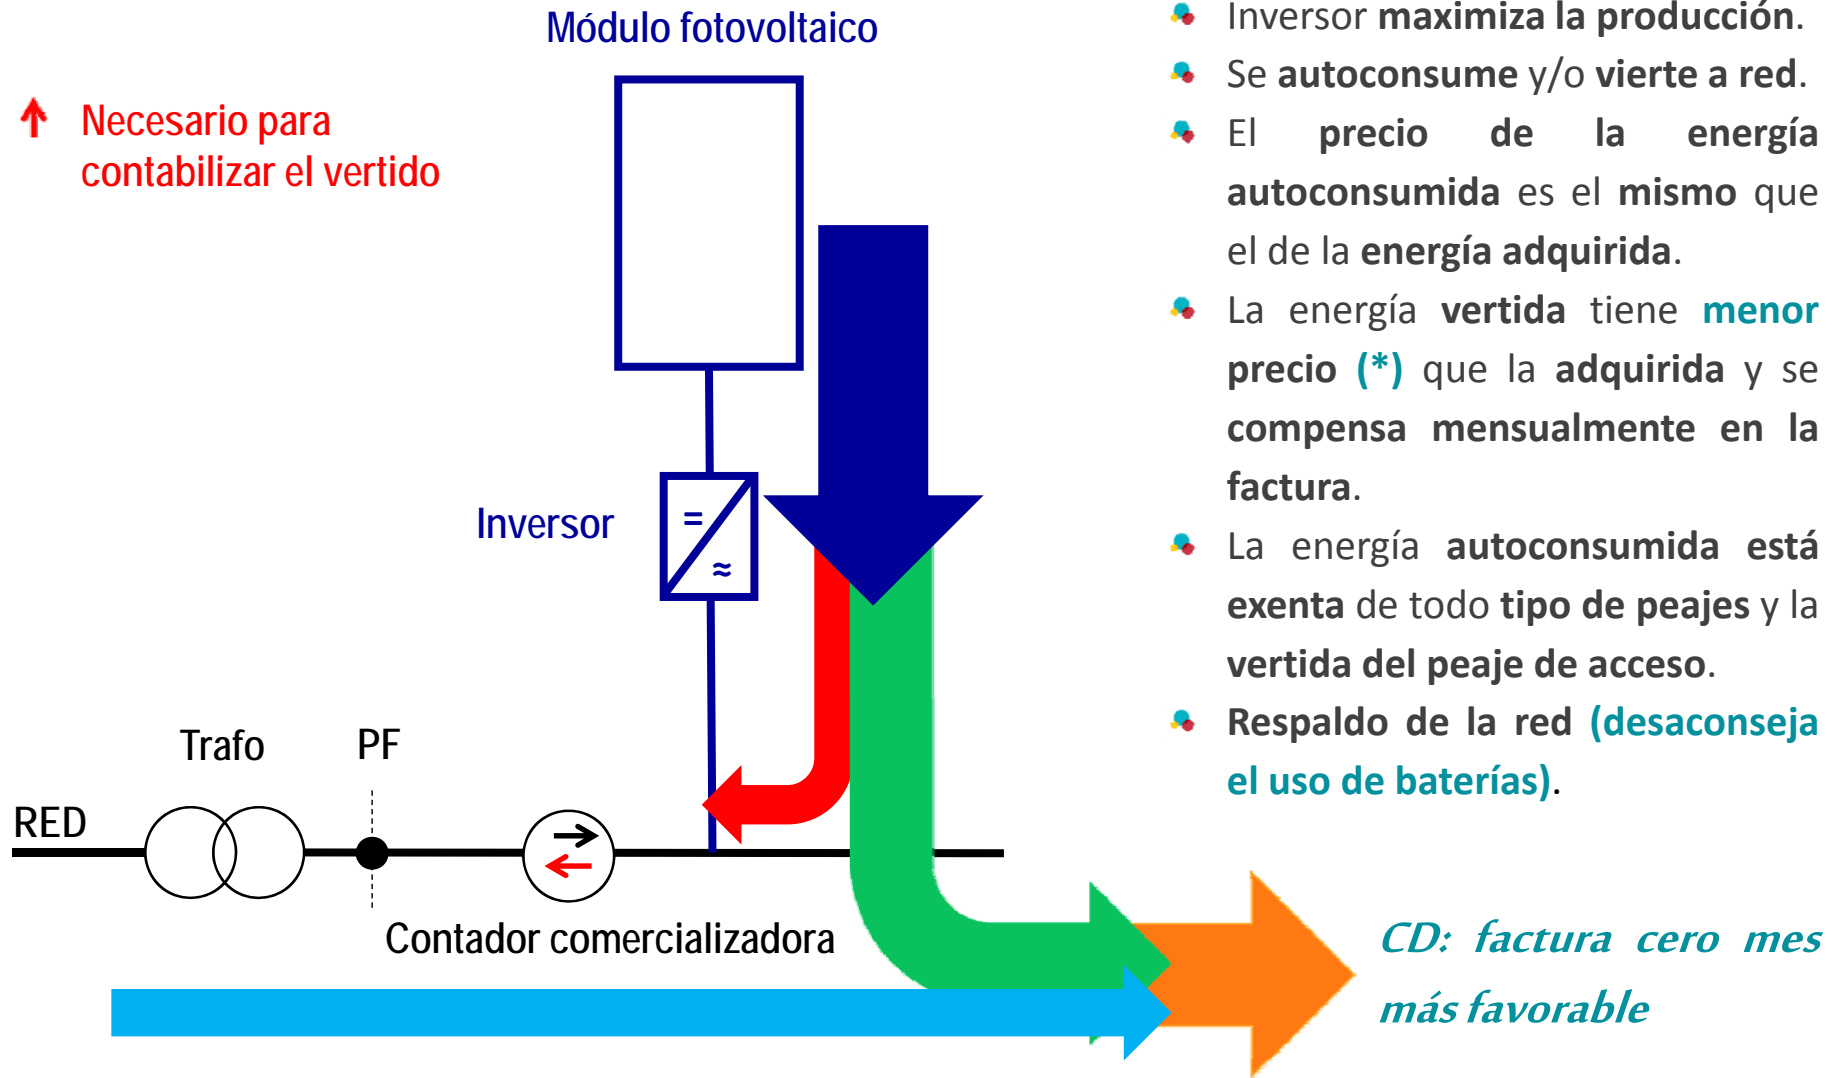 Módulo fotovoltaico
Necesario para
contabilizar el vertido
Inversor
=
≈
Trafo
PF
RED
Contador comercializadora
Inversor maximiza la producción.
Se autoconsume y/o vierte a red.
El precio de la energía
autoconsumida es el mismo que
el de la energía adquirida.
La energía vertida tiene menor
precio (*) que la adquirida y se
compensa mensualmente en la
factura.
La energía autoconsumida está
exenta de todo tipo de peajes y la
vertida del peaje de acceso.
Respaldo de la red (desaconseja
el uso de baterías).
CD: factura cero mes
más favorable